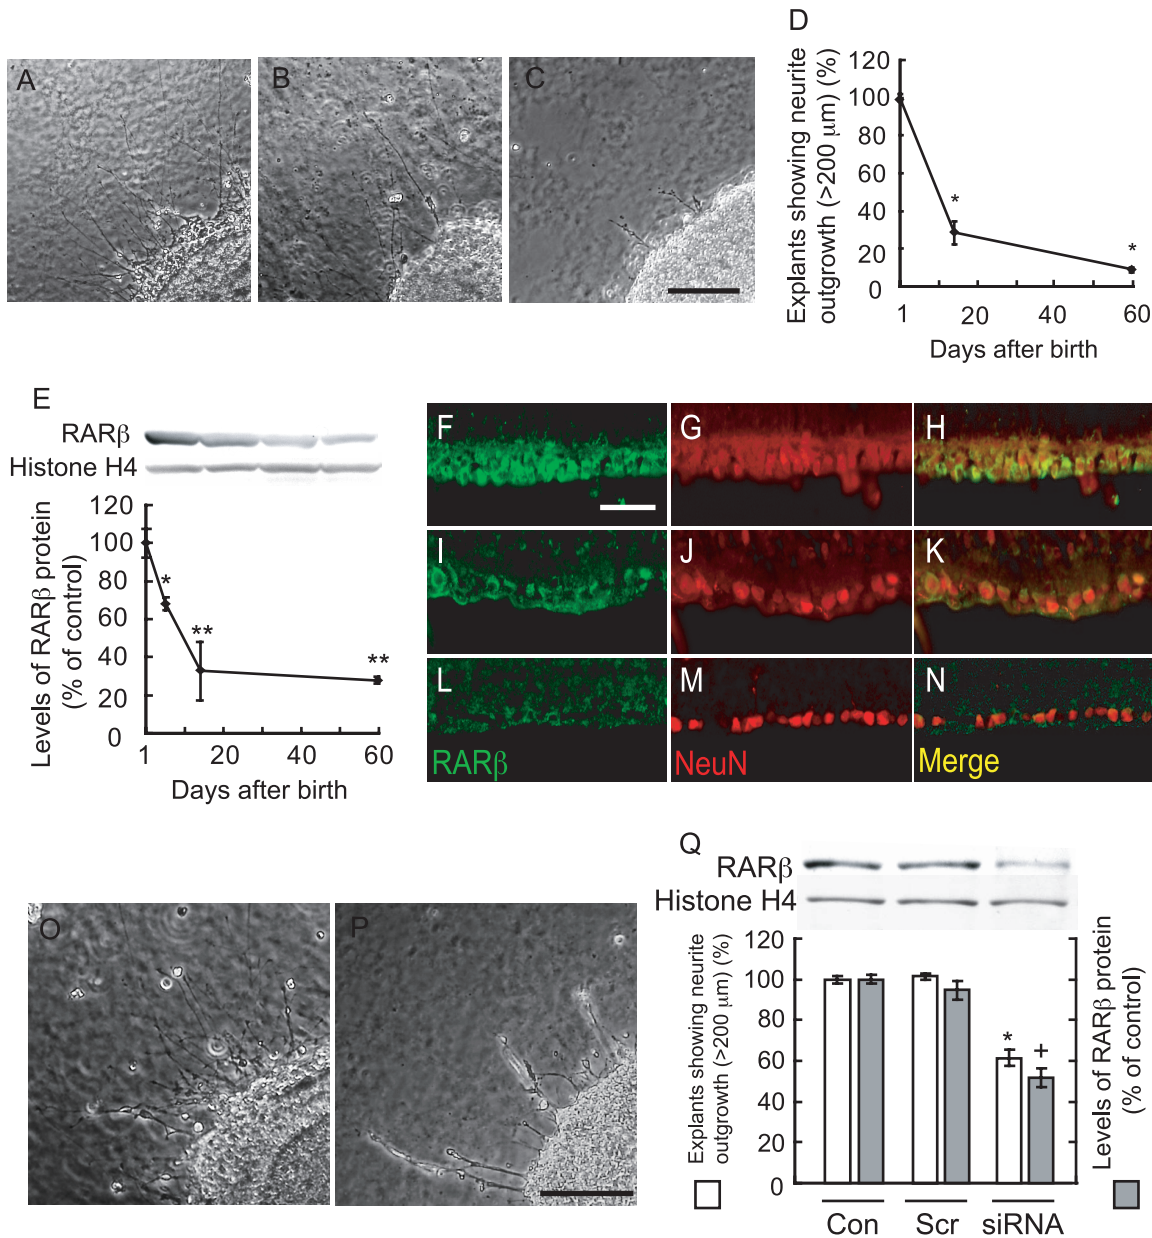 A
B
C
D
Explants showing neurite
outgrowth (>200 μm) (%)
120
100
80
60
40
20
0
*
*
1
20
40
60
Days after birth
E
RARβ
Histone H4
Levels of RARβ protein
(% of control)
120
100
80
60
40
20
0
*
**
**
1
20
40
60
Days after birth
F
G
H
I
J
K
L
M
N
RARβ
NeuN
Merge
O
P
Q
RARβ
Histone H4
Explants showing neurite
outgrowth (>200 μm) (%)
120
100
80
60
40
20
0
*
+
Con
Scr
siRNA
Levels of RARβ protein
(% of control)